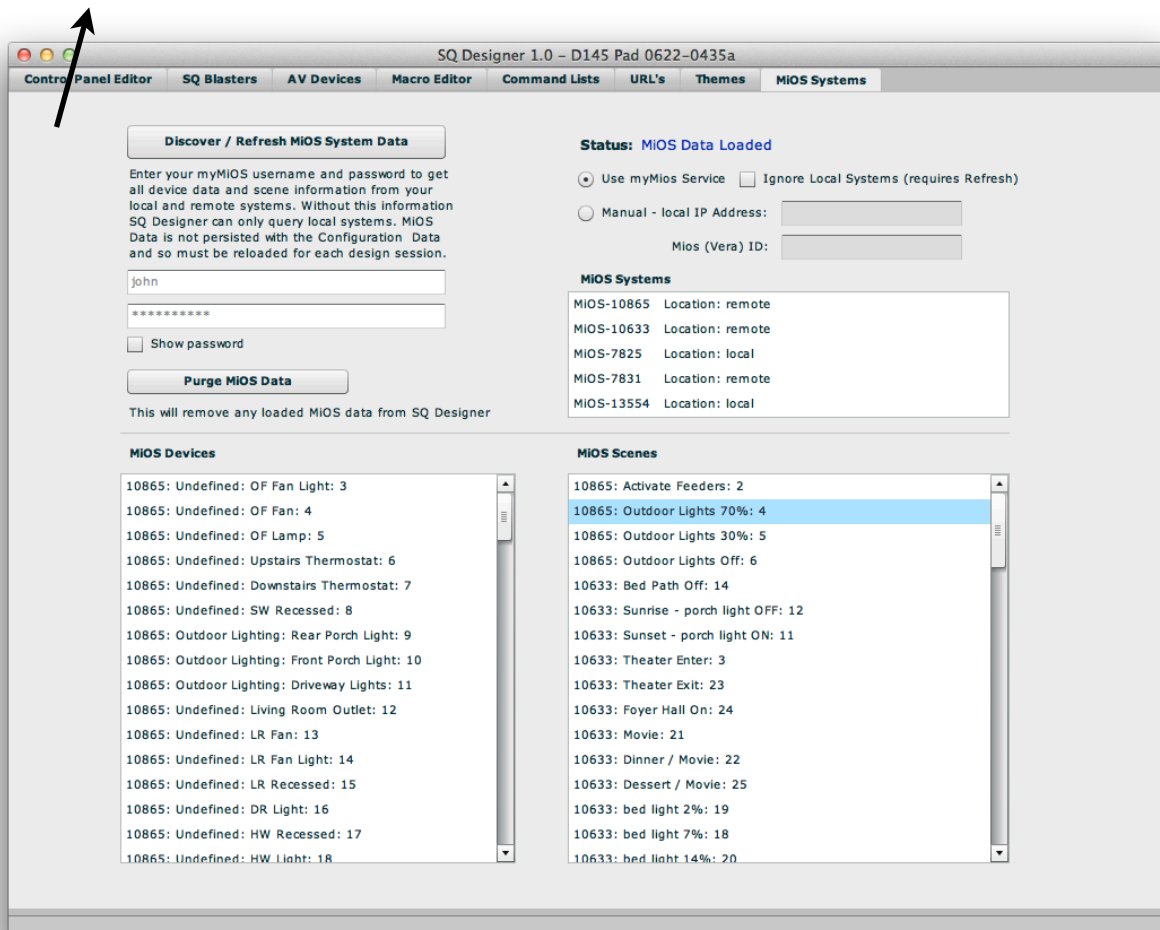 SQ Designer 1.0 – D145 Pad 0622-0435a
Control Panel Editor SQ Blasters AV Devices Macro Editor Command Lists URL's Themes MiOS Systems
Discover / Refresh MiOS System Data
Enter your myMiOS username and password to get
all device data and scene information from your
local and remote systems. Without this information
SQ Designer can only query local systems. MiOS
Data is not persisted with the Configuration Data
and so must be reloaded for each design session.
john
**********
Show password
Purge MiOS Data
This will remove any loaded MiOS data from SQ Designer
Status: MiOS Data Loaded
Use myMios Service Ignore Local Systems (requires Refresh)
Manual - local IP Address:
Mios (Vera) ID:
MiOS Systems
MiOS-10865 Location: remote
MiOS-10633 Location: remote
MiOS-7825 Location: local
MiOS-7831 Location: remote
MiOS-13554 Location: local
MiOS Devices
10865: Undefined: OF Fan Light: 3
10865: Undefined: OF Fan: 4
10865: Undefined: OF Lamp: 5
10865: Undefined: Upstairs Thermostat: 6
10865: Undefined: Downstairs Thermostat: 7
10865: Undefined: SW Recessed: 8
10865: Outdoor Lighting: Rear Porch Light: 9
10865: Outdoor Lighting: Front Porch Light: 10
10865: Outdoor Lighting: Driveway Lights: 11
10865: Undefined: Living Room Outlet: 12
10865: Undefined: LR Fan: 13
10865: Undefined: LR Fan Light: 14
10865: Undefined: LR Recessed: 15
10865: Undefined: DR Light: 16
10865: Undefined: HW Recessed: 17
10865: Undefined: HW Light: 18
MiOS Scenes
10865: Activate Feeders: 2
10865: Outdoor Lights 70%: 4
10865: Outdoor Lights 30%: 5
10865: Outdoor Lights Off: 6
10633: Bed Path Off: 14
10633: Sunrise - porch light OFF: 12
10633: Sunset - porch light ON: 11
10633: Theater Enter: 3
10633: Theater Exit: 23
10633: Foyer Hall On: 24
10633: Movie: 21
10633: Dinner / Movie: 22
10633: Dessert / Movie: 25
10633: bed light 2%: 19
10633: bed light 7%: 18
10633: bed light 14%: 20